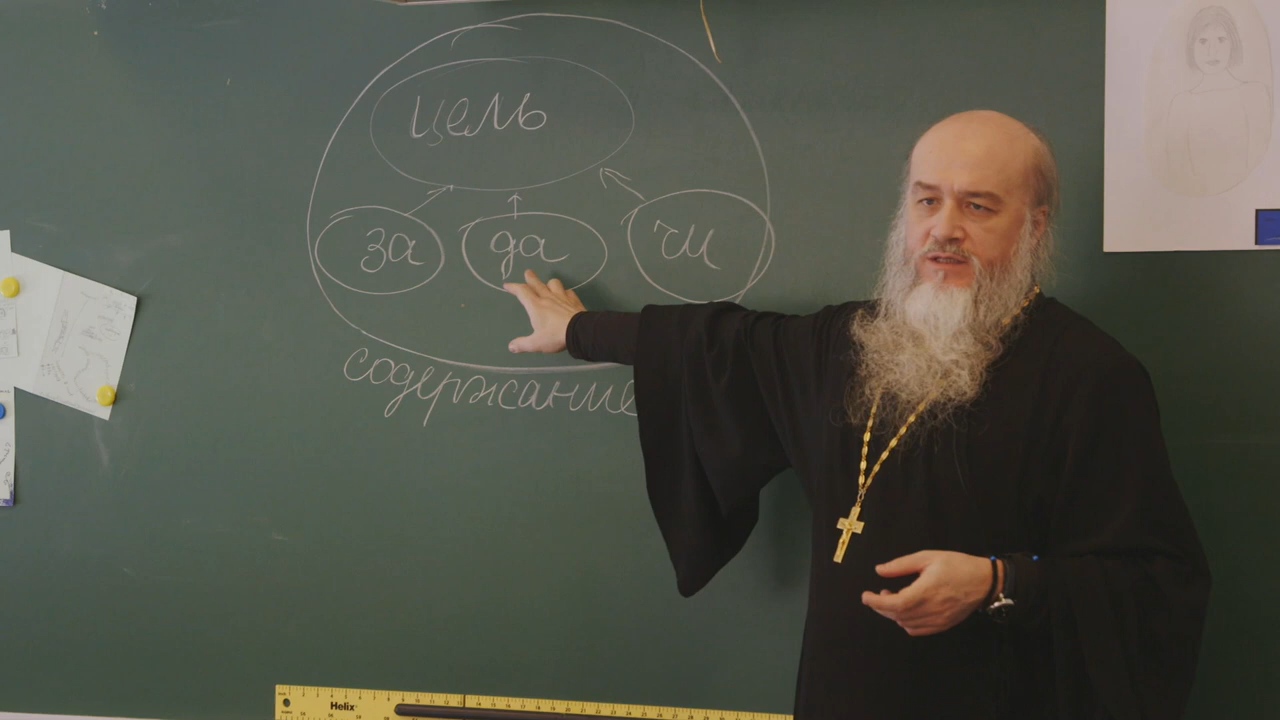 цель
за да чи
содержание
Helix